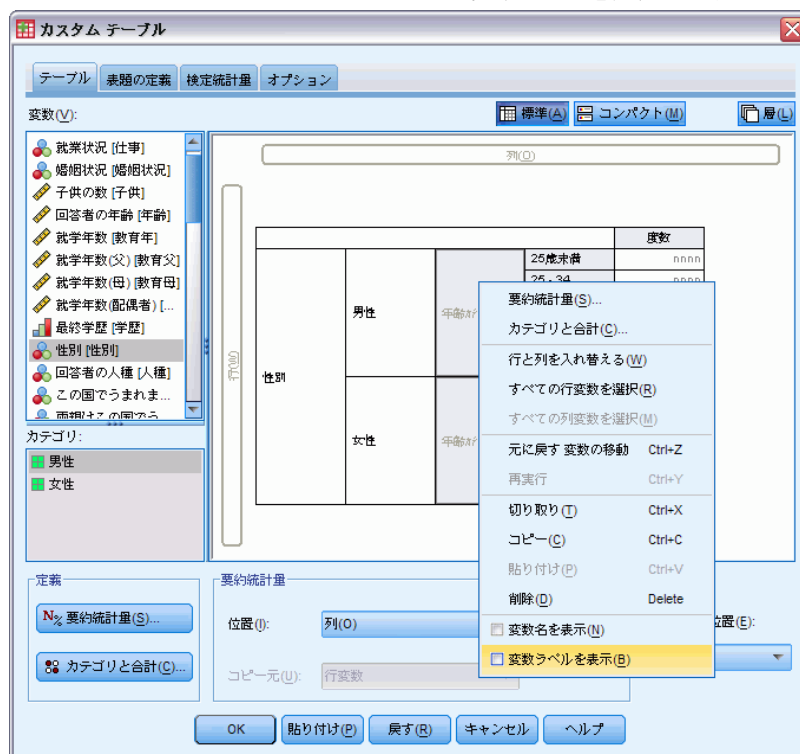 カスタム テーブル
テーブル 表題の定義 検定統計量 オプション
変数(V):
標準(A) コンパクト(M) 層(L)
就業状況 [仕事]
婚姻状況 [婚姻状況]
子供の数 [子供]
回答者の年齢 [年齢]
就学年数 [教育年]
就学年数(父) [教育父]
就学年数(母) [教育母]
就学年数(配偶者) [...
最終学歴 [学歴]
性別 [性別]
回答者の人種 [人種]
この国でうまれま...
両親はこの国でう...
カテゴリ:
男性
女性
列(O)
行(W)
度数
25歳未満 nnnn
25 - 34 nnnn
性別
男性
女性
要約統計量(S)...
カテゴリと合計(C)...
行と列を入れ替える(W)
すべての行変数を選択(R)
すべての列変数を選択(M)
元に戻す 変数の移動 Ctrl+Z
再実行 Ctrl+Y
切り取り(T) Ctrl+X
コピー(C) Ctrl+C
貼り付け(P) Ctrl+V
削除(D) Delete
変数名を表示(N)
変数ラベルを表示(B)
定義
N% 要約統計量(S)...
カテゴリと合計(C)...
要約統計量
位置(I): 列(O)
コピー元(U): 行変数
位置(E):
OK 貼り付け(P) 戻す(R) キャンセル ヘルプ